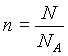 n = N / N_A